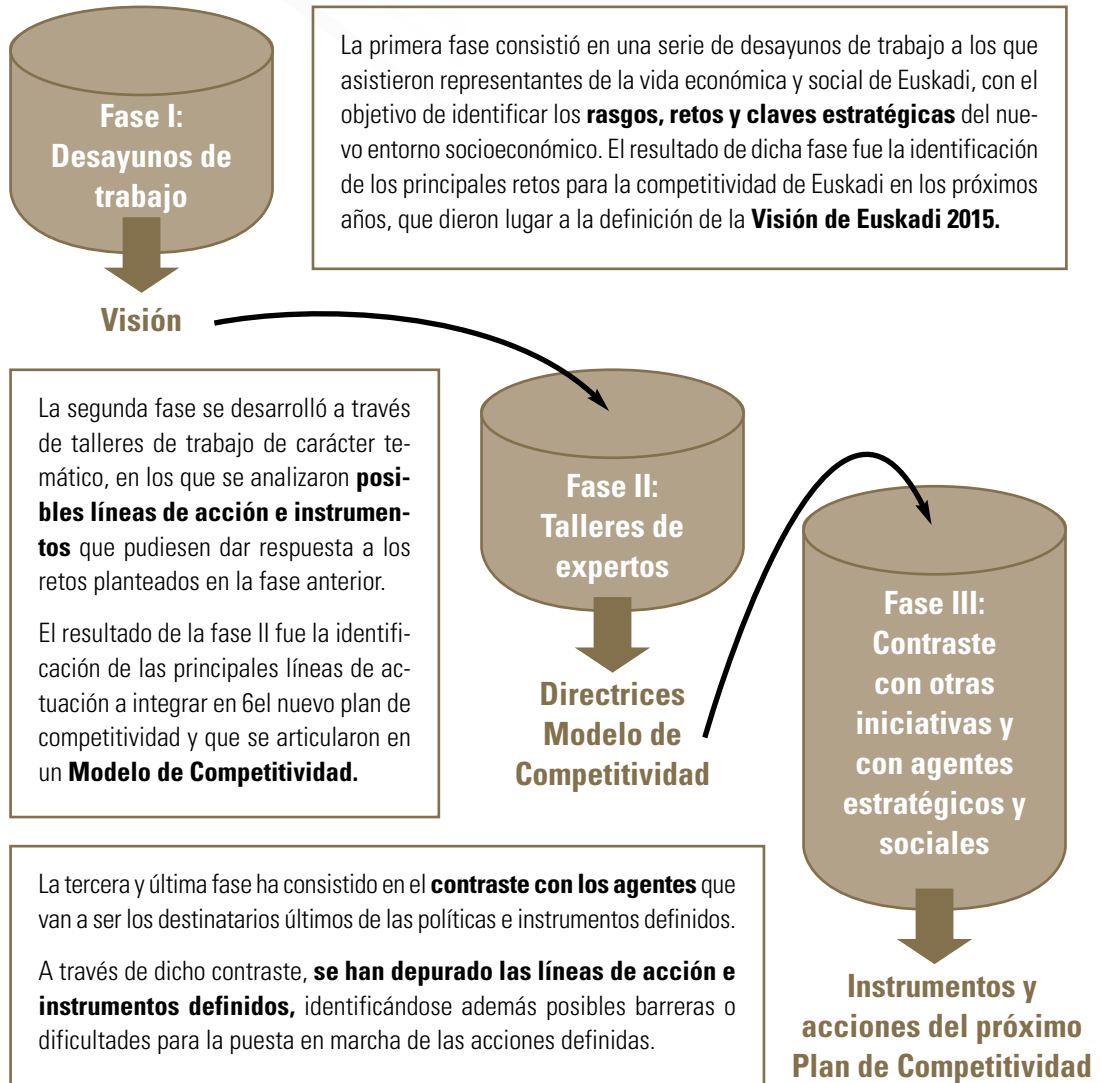 Fase I:
Desayunos de
trabajo
La primera fase consistió en una serie de desayunos de trabajo a los que
asistieron representantes de la vida económica y social de Euskadi, con el
objetivo de identificar los rasgos, retos y claves estratégicas del nue-
vo entorno socioeconómico. El resultado de dicha fase fue la identificación
de los principales retos para la competitividad de Euskadi en los próximos
años, que dieron lugar a la definición de la Visión de Euskadi 2015.
Visión
La segunda fase se desarrolló a través
de talleres de trabajo de carácter te-
mático, en los que se analizaron posi-
bles líneas de acción e instrumen-
tos que pudiesen dar respuesta a los
retos planteados en la fase anterior.
El resultado de la fase II fue la identifi-
cación de las principales líneas de ac-
tuación a integrar en 6el nuevo plan de
competitividad y que se articularon en
un Modelo de Competitividad.
Fase II:
Talleres de
expertos
Directrices
Modelo de
Competitividad
Fase III:
Contraste
con otras
iniciativas y
con agentes
estratégicos y
sociales
La tercera y última fase ha consistido en el contraste con los agentes que
van a ser los destinatarios últimos de las políticas e instrumentos definidos.
A través de dicho contraste, se han depurado las líneas de acción e
instrumentos definidos, identificándose además posibles barreras o
dificultades para la puesta en marcha de las acciones definidas.
Instrumentos y
acciones del próximo
Plan de Competitividad